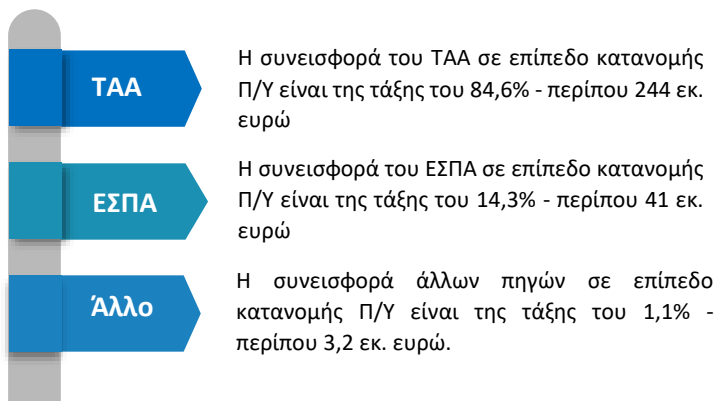 ΤΑΑ
Η συνεισφορά του ΤΑΑ σε επίπεδο κατανομής
Π/Υ είναι της τάξης του 84,6% - περίπου 244 εκ.
ευρώ
ΕΣΠΑ
Η συνεισφορά του ΕΣΠΑ σε επίπεδο κατανομής
Π/Υ είναι της τάξης του 14,3% - περίπου 41 εκ.
ευρώ
Άλλο
Η συνεισφορά άλλων πηγών σε επίπεδο
κατανομής Π/Υ είναι της τάξης του 1,1% -
περίπου 3,2 εκ. ευρώ.